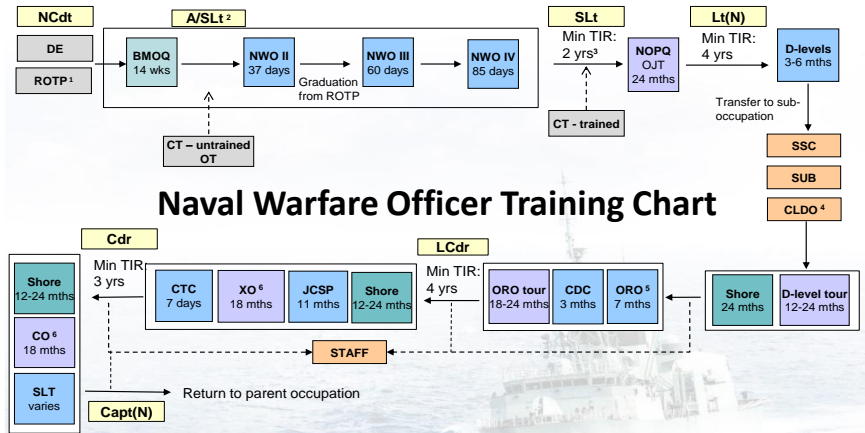 NCdt
A/SLt ²
SLt
Lt(N)
DE
ROTP ¹
BMOQ
14 wks
NWO II
37 days
Graduation
from ROTP
NWO III
60 days
NWO IV
85 days
CT – untrained
OT
Min TIR:
2 yrs³
CT - trained
NOPQ
OJT
24 mths
Min TIR:
4 yrs
D-levels
3-6 mths
Transfer to sub-
occupation
SSC
SUB
CLDO ⁴
Naval Warfare Officer Training Chart
Cdr
LCdr
Shore
12-24 mths
CO ⁶
18 mths
SLT
varies
Min TIR:
3 yrs
CTC
7 days
XO ⁶
18 mths
JCSP
11 mths
Shore
12-24 mths
Min TIR:
4 yrs
ORO tour
18-24 mths
CDC
3 mths
ORO ⁵
7 mths
Shore
24 mths
D-level tour
12-24 mths
STAFF
Capt(N)
Return to parent occupation